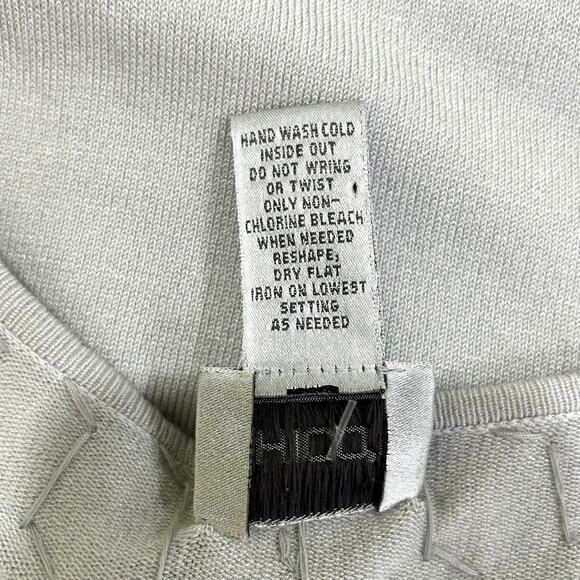 HAND WASH COLD
INSIDE OUT
DO NOT WRING
OR TWIST
ONLY NON-
CHLORINE BLEACH
WHEN NEEDED
RESHAPE;
DRY FLAT
IRON ON LOWEST
SETTING
AS NEEDED